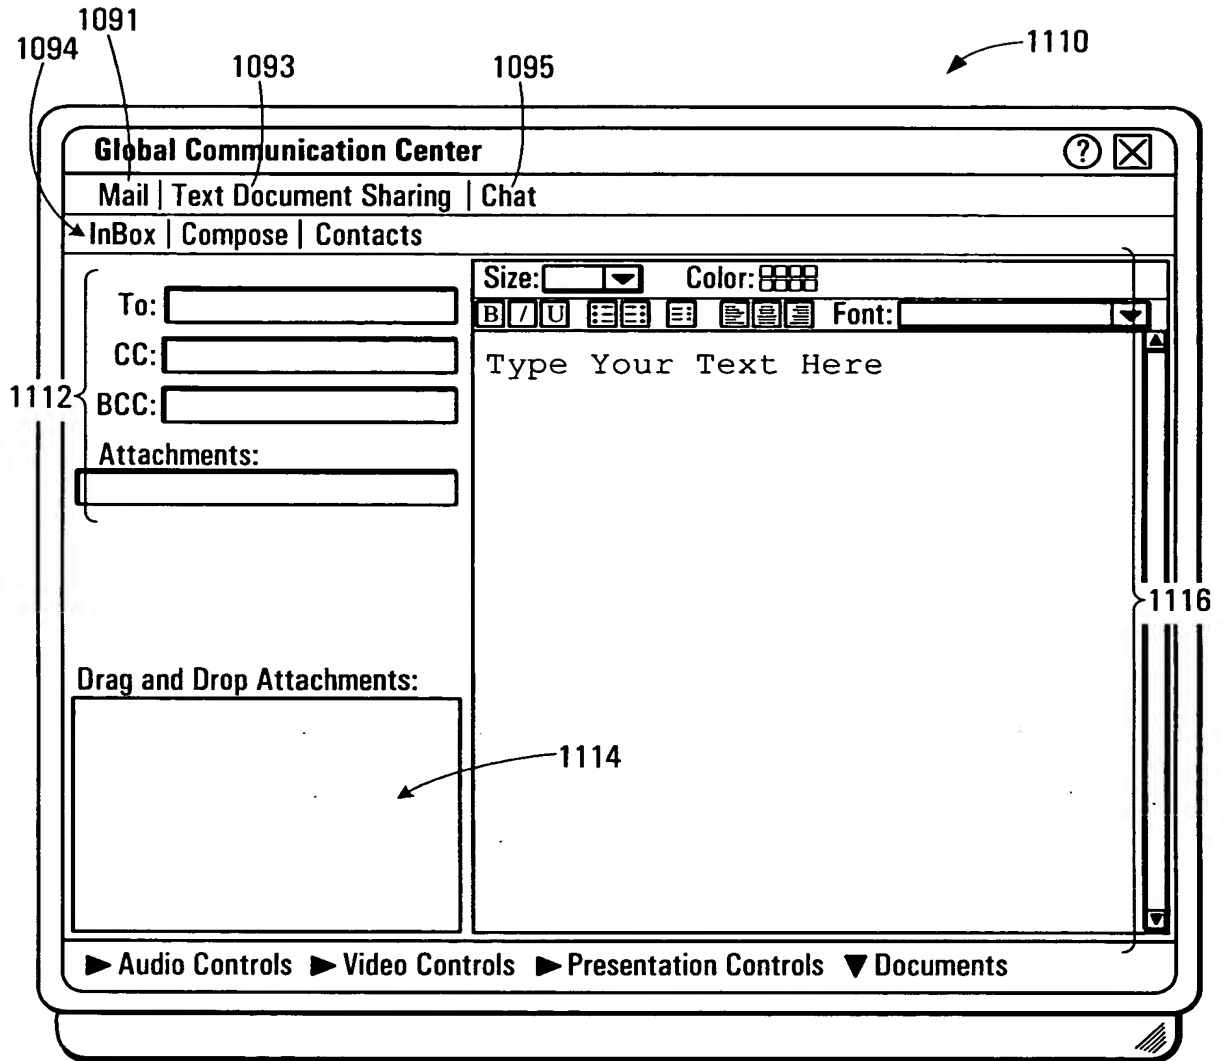 1091
1094
1093
1095
1110
Global Communication Center ?
Mail | Text Document Sharing | Chat
InBox | Compose | Contacts
Size: Color:
B I U Font:
To:
CC:
BCC:
1112
Attachments:
Type Your Text Here
1116
Drag and Drop Attachments:
1114
Audio Controls Video Controls Presentation Controls Documents